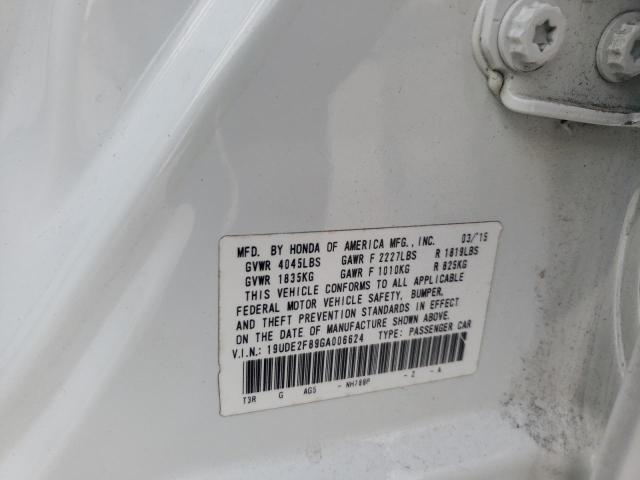 MFD. BY HONDA OF AMERICA MFG., INC. 03/'15
GVWR 4045LBS GAWR F 2227LBS R 1819LBS
GVWR 1835KG GAWR F 1010KG R 825KG
THIS VEHICLE CONFORMS TO ALL APPLICABLE
FEDERAL MOTOR VEHICLE SAFETY, BUMPER,
AND THEFT PREVENTION STANDARDS IN EFFECT
ON THE DATE OF MANUFACTURE SHOWN ABOVE.
V.I.N.: 19UDE2F89GA006624 TYPE: PASSENGER CAR
T3R G AG5 - NH788P - 2 - A